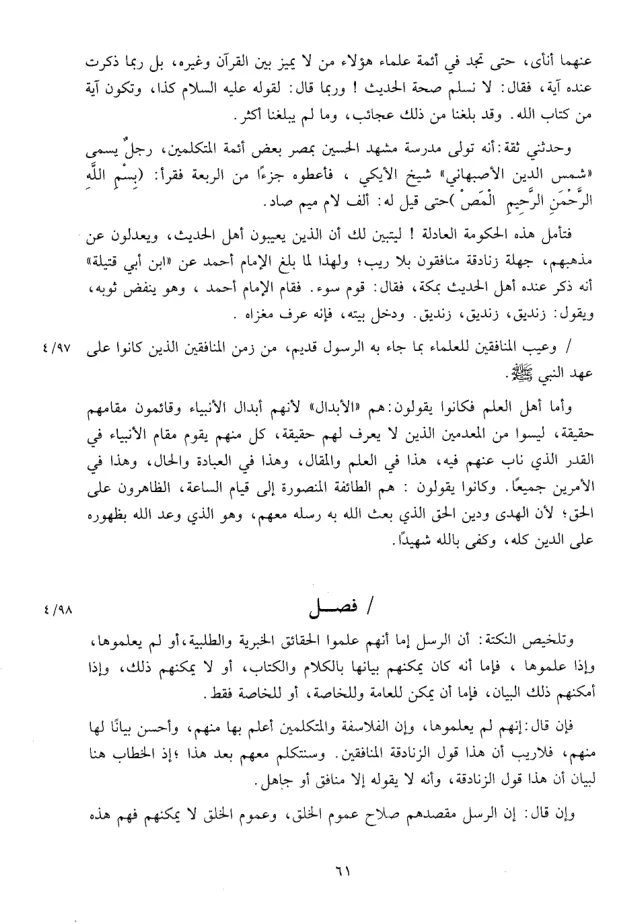 عنهما أنأى، حتى تجد في أئمة علماء هؤلاء من لا يميز بين القرآن وغيره، بل ربما ذكرت
عنده آية، فقال: لا نسلم صحة الحديث ! وربما قال: لقوله عليه السلام كذا، وتكون آية
من كتاب الله. وقد بلغنا من ذلك عجائب، وما لم يبلغنا أكثر.
وحدثني ثقة:أنه تولى مدرسة مشهد الحسين بمصر بعض أئمة المتكلمين، رجلٌ يسمى
«شمس الدين الأصبهاني» شيخ الأيكي ، فأعطوه جزءًا من الربعة فقرأ: (بِسْمِ اللَّهِ
الرَّحْمَنِ الرَّحِيمِ الْمَصْ )حتى قيل له: ألف لام ميم صاد.
فتأمل هذه الحكومة العادلة ! ليتبين لك أن الذين يعيبون أهل الحديث، ويعدلون عن
مذهبهم، جهلة زنادقة منافقون بلا ريب؛ ولهذا لما بلغ الإمام أحمد عن «ابن أبي قتيلة»
أنه ذكر عنده أهل الحديث بمكة، فقال: قوم سوء. فقام الإمام أحمد ، وهو ينفض ثوبه،
ويقول: زنديق، زنديق، زنديق. ودخل بيته، فإنه عرف مغزاه .
٤/٩٧ / وعيب المنافقين للعلماء بما جاء به الرسول قديم، من زمن المنافقين الذين كانوا على
عهد النبي ﷺ.
وأما أهل العلم فكانوا يقولون: هم «الأبدال» لأنهم أبدال الأنبياء وقائمون مقامهم
حقيقة، ليسوا من المعدمين الذين لا يعرف لهم حقيقة، كل منهم يقوم مقام الأنبياء في
القدر الذي ناب عنهم فيه، هذا في العلم والمقال، وهذا في العبادة والحال، وهذا في
الأمرين جميعًا. وكانوا يقولون : هم الطائفة المنصورة إلى قيام الساعة، الظاهرون على
الحق؛ لأن الهدى ودين الحق الذي بعث الله به رسله معهم، وهو الذي وعد الله بظهوره
على الدين كله، وكفى بالله شهيدًا.
٤/٩٨ / فصــل
وتلخيص النكتة: أن الرسل إما أنهم علموا الحقائق الخبرية والطلبية،أو لم يعلموها،
وإذا علموها ، فإما أنه كان يمكنهم بيانها بالكلام والكتاب، أو لا يمكنهم ذلك، وإذا
أمكنهم ذلك البيان، فإما أن يمكن للعامة وللخاصة، أو للخاصة فقط.
فإن قال:إنهم لم يعلموها، وإن الفلاسفة والمتكلمين أعلم بها منهم، وأحسن بيانًا لها
منهم، فلاريب أن هذا قول الزنادقة المنافقين. وسنتكلم معهم بعد هذا ؛إذ الخطاب هنا
لبيان أن هذا قول الزنادقة، وأنه لا يقوله إلا منافق أو جاهل.
وإن قال: إن الرسل مقصدهم صلاح عموم الخلق، وعموم الخلق لا يمكنهم فهم هذه
٦١